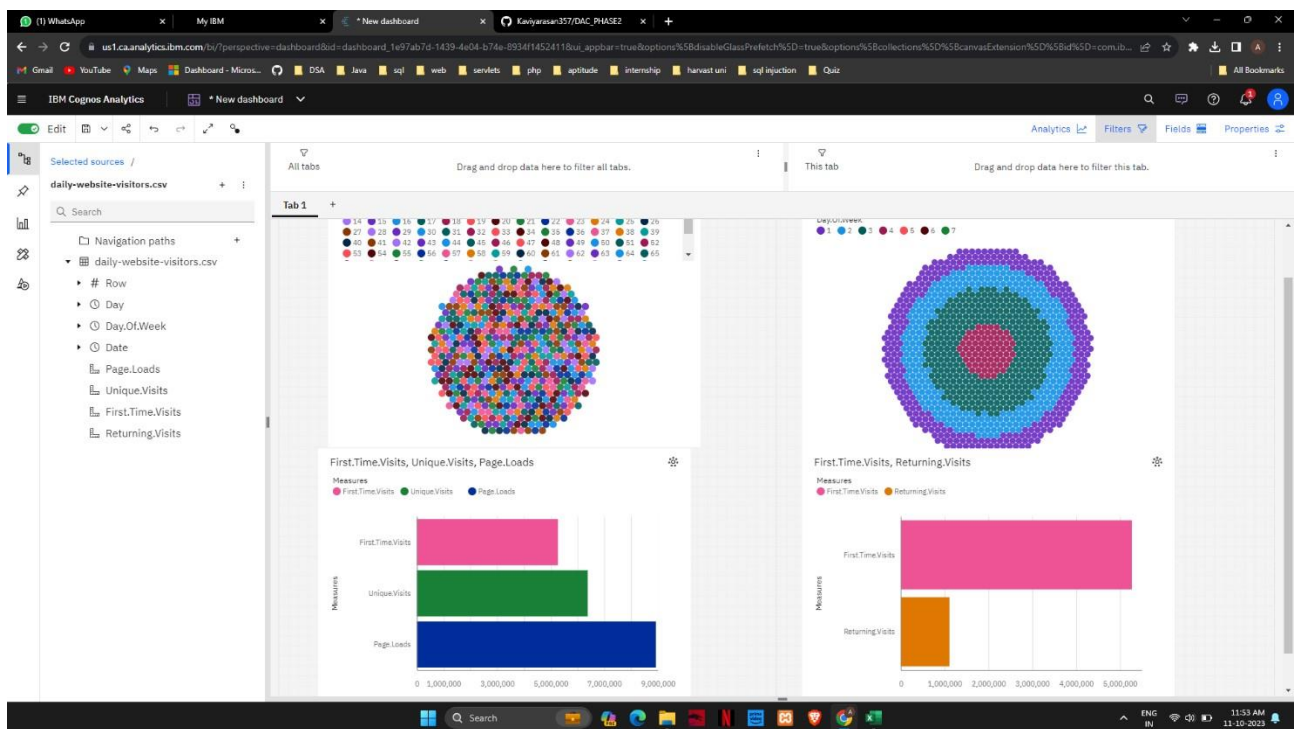 (1) WhatsApp
My IBM
* New dashboard
Kaviyarasan357/DAC_PHASE2
us1.ca.analytics.ibm.com/bi/?perspective=dashboard&id=dashboard_1e97ab7d-1439-4e04-b74e-8934f1452411&ui_appbar=true&options%5BdisableGlassPrefetch%5D=true&options%5Bcollections%5D%5BcanvasExtension%5D%5Bid%5D=com.ib...
Gmail YouTube Maps Dashboard - Micros... DSA Java sql web servlets php aptitude internship harvast uni sql injuction Quiz All Bookmarks
IBM Cognos Analytics * New dashboard
Edit Analytics Filters Fields Properties
Selected sources /
daily-website-visitors.csv
Search
Navigation paths
daily-website-visitors.csv
# Row
Day
Day.Of.Week
Date
Page.Loads
Unique.Visits
First.Time.Visits
Returning.Visits
All tabs Drag and drop data here to filter all tabs.
This tab Drag and drop data here to filter this tab.
Tab 1
14 15 16 17 18 19 20 21 22 23 24 25 26
27 28 29 30 31 32 33 34 35 36 37 38 39
40 41 42 43 44 45 46 47 48 49 50 51 52
53 54 55 56 57 58 59 60 61 62 63 64 65
Day.Of.Week
1 2 3 4 5 6 7
First.Time.Visits, Unique.Visits, Page.Loads
Measures
First.Time.Visits Unique.Visits Page.Loads
First.Time.Visits
Unique.Visits
Page.Loads
Measures
0 1,000,000 3,000,000 5,000,000 7,000,000 9,000,000
First.Time.Visits, Returning.Visits
Measures
First.Time.Visits Returning.Visits
First.Time.Visits
Returning.Visits
Measures
0 1,000,000 2,000,000 3,000,000 4,000,000 5,000,000
Search
ENG
IN
11:53 AM
11-10-2023